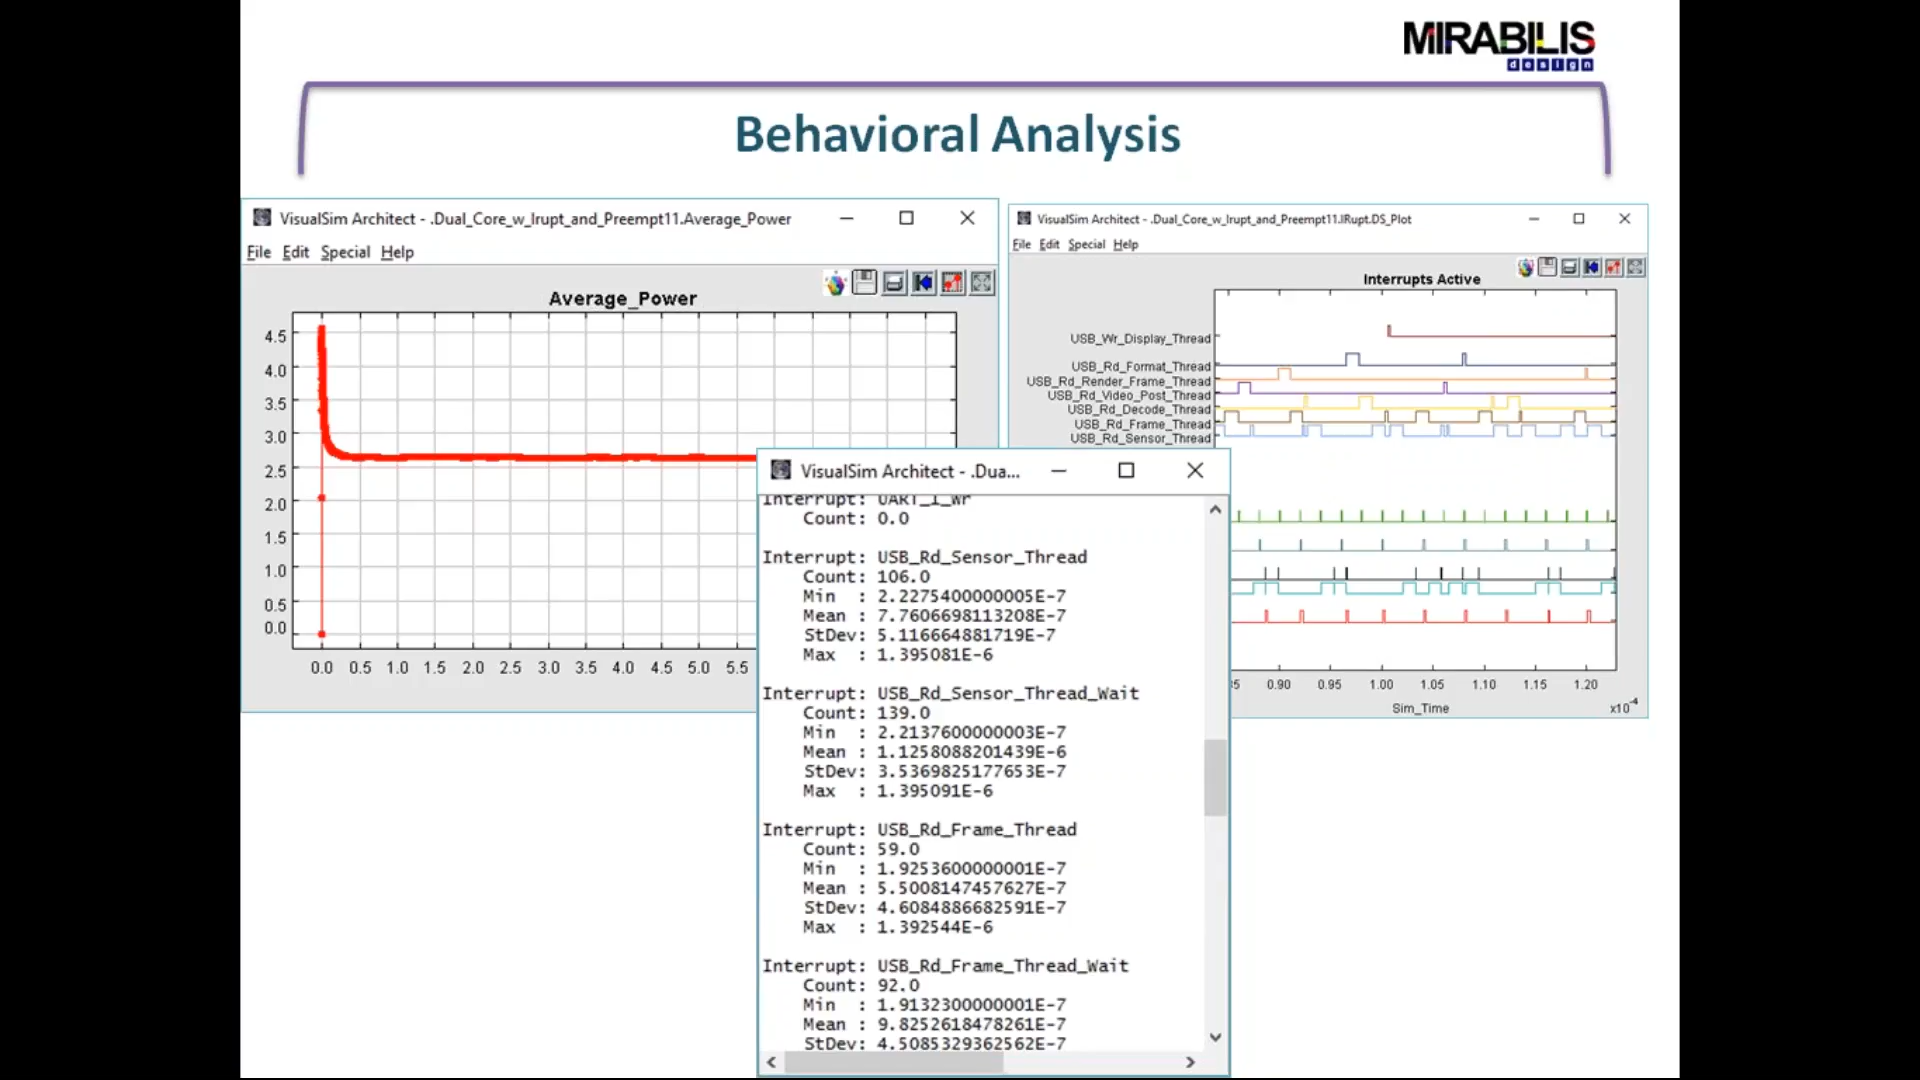 MIRABILIS
design
Behavioral Analysis
VisualSim Architect - .Dual_Core_w_Irupt_and_Preempt11.Average_Power
File Edit Special Help
Average_Power
4.5
4.0
3.5
3.0
2.5
2.0
1.5
1.0
0.5
0.0
0.0 0.5 1.0 1.5 2.0 2.5 3.0 3.5 4.0 4.5 5.0 5.5
VisualSim Architect - .Dual_Core_w_Irupt_and_Preempt11.IRupt.DS_Plot
File Edit Special Help
Interrupts Active
USB_Wr_Display_Thread
USB_Rd_Format_Thread
USB_Rd_Render_Frame_Thread
USB_Rd_Video_Post_Thread
USB_Rd_Decode_Thread
USB_Rd_Frame_Thread
USB_Rd_Sensor_Thread
0.90 0.95 1.00 1.05 1.10 1.15 1.20
Sim_Time
x10-4
VisualSim Architect - .Dua...
Interrupt: UART_1_Wr
Count: 0.0
Interrupt: USB_Rd_Sensor_Thread
Count: 106.0
Min : 2.2275400000005E-7
Mean : 7.7606698113208E-7
StDev: 5.116664881719E-7
Max : 1.395081E-6
Interrupt: USB_Rd_Sensor_Thread_Wait
Count: 139.0
Min : 2.2137600000003E-7
Mean : 1.1258088201439E-6
StDev: 3.5369825177653E-7
Max : 1.395091E-6
Interrupt: USB_Rd_Frame_Thread
Count: 59.0
Min : 1.9253600000001E-7
Mean : 5.5008147457627E-7
StDev: 4.6084886682591E-7
Max : 1.392544E-6
Interrupt: USB_Rd_Frame_Thread_Wait
Count: 92.0
Min : 1.9132300000001E-7
Mean : 9.8252618478261E-7
StDev: 4.5085329362562E-7